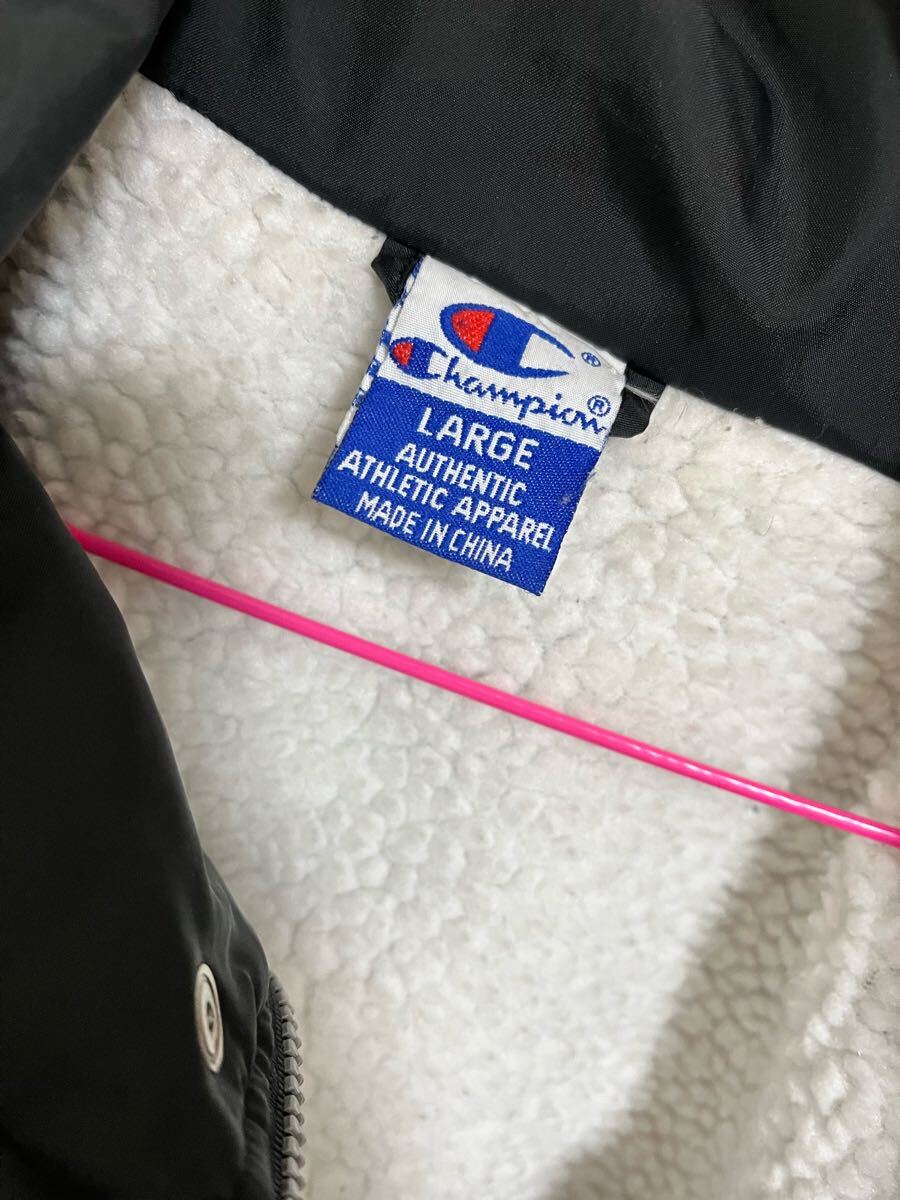 ®
Champion®
LARGE
AUTHENTIC
ATHLETIC APPAREL
MADE IN CHINA